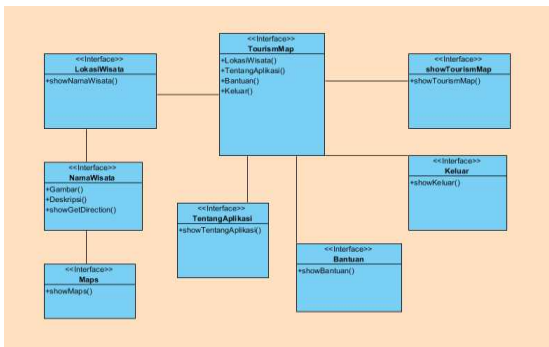 <<Interface>>
TourismMap
+LokasiWisata()
+TentangAplikasi()
+Bantuan()
+Keluar()
<<Interface>>
LokasiWisata
+showNamaWisata()
<<Interface>>
showTourismMap
+showTourismMap()
<<Interface>>
NamaWisata
+Gambar()
+Deskripsi()
+showGetDirection()
<<Interface>>
Keluar
+showKeluar()
<<Interface>>
TentangAplikasi
+showTentangAplikasi()
<<Interface>>
Bantuan
+showBantuan()
<<Interface>>
Maps
+showMaps()